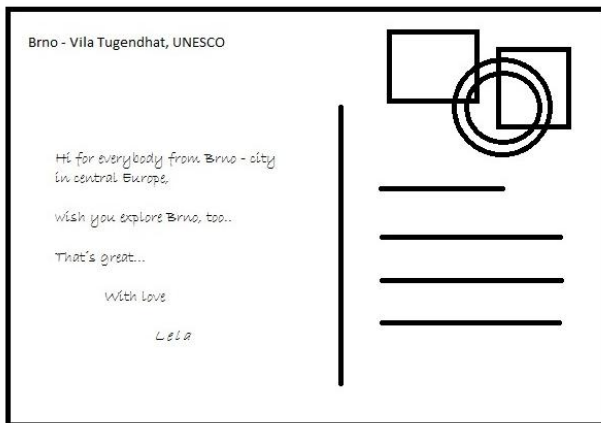 Brno - Vila Tugendhat, UNESCO
Hi for everybody from Brno - city
in central Europe,
wish you explore Brno, too..
That's great...
With love
Lela